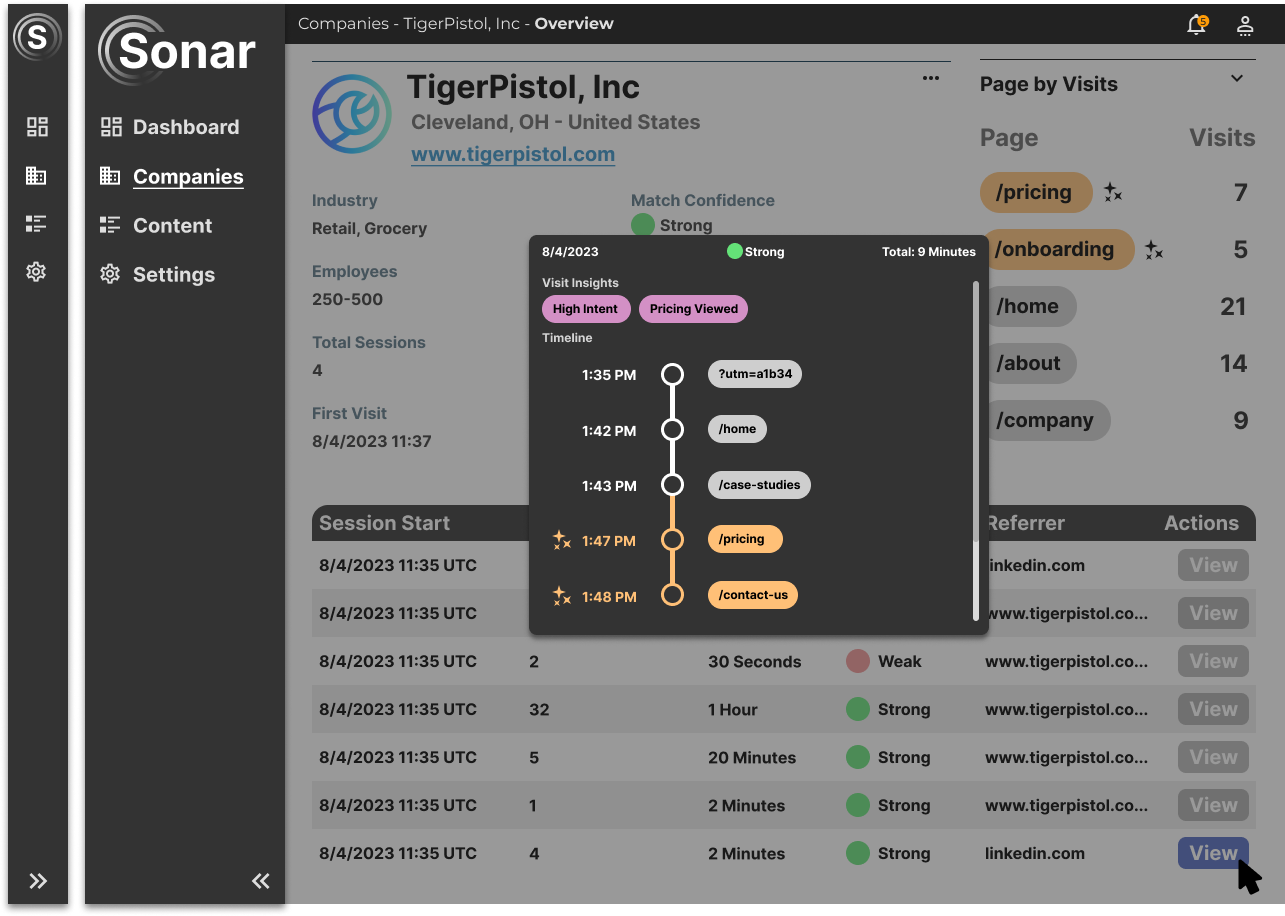 S
Sonar
Dashboard
Companies
Content
Settings
Companies - TigerPistol, Inc - Overview
5
TigerPistol, Inc
Cleveland, OH - United States
www.tigerpistol.com
Industry
Retail, Grocery
Employees
250-500
Total Sessions
4
First Visit
8/4/2023 11:37
Match Confidence
Strong
Page by Visits
Page Visits
/pricing 7
/onboarding 5
/home 21
/about 14
/company 9
8/4/2023 Strong Total: 9 Minutes
Visit Insights
High Intent Pricing Viewed
Timeline
1:35 PM ?utm=a1b34
1:42 PM /home
1:43 PM /case-studies
1:47 PM /pricing
1:48 PM /contact-us
Session Start Referrer Actions
8/4/2023 11:35 UTC linkedin.com View
8/4/2023 11:35 UTC www.tigerpistol.co... View
8/4/2023 11:35 UTC 2 30 Seconds Weak www.tigerpistol.co... View
8/4/2023 11:35 UTC 32 1 Hour Strong www.tigerpistol.co... View
8/4/2023 11:35 UTC 5 20 Minutes Strong www.tigerpistol.co... View
8/4/2023 11:35 UTC 1 2 Minutes Strong www.tigerpistol.co... View
8/4/2023 11:35 UTC 4 2 Minutes Strong linkedin.com View